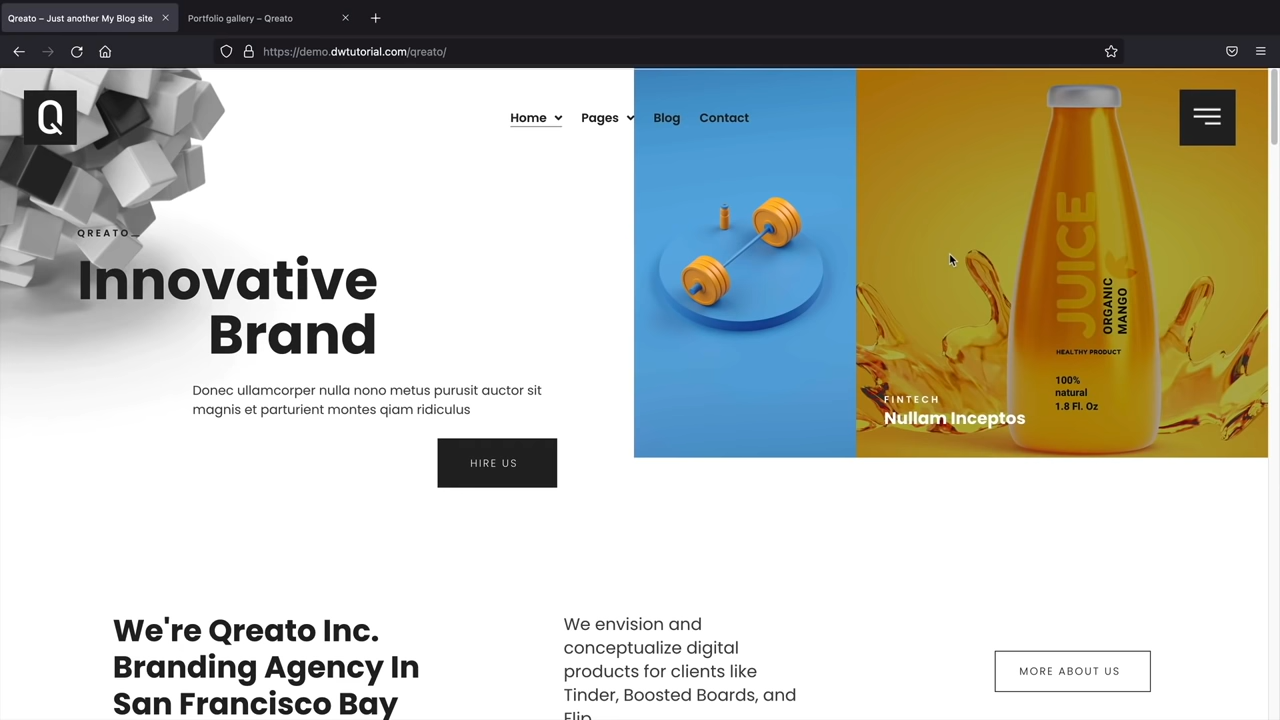 Qreato – Just another My Blog site
Portfolio gallery – Qreato
https://demo.dwtutorial.com/qreato/
Q
Home
Pages
Blog
Contact
QREATO_
Innovative
Brand
Donec ullamcorper nulla nono metus purusit auctor sit
magnis et parturient montes qiam ridiculus
HIRE US
JUICE
ORGANIC
MANGO
HEALTHY PRODUCT
100%
natural
1.8 Fl. Oz
FINTECH
Nullam Inceptos
We're Qreato Inc.
Branding Agency In
San Francisco Bay
We envision and
conceptualize digital
products for clients like
Tinder, Boosted Boards, and
Flip
MORE ABOUT US